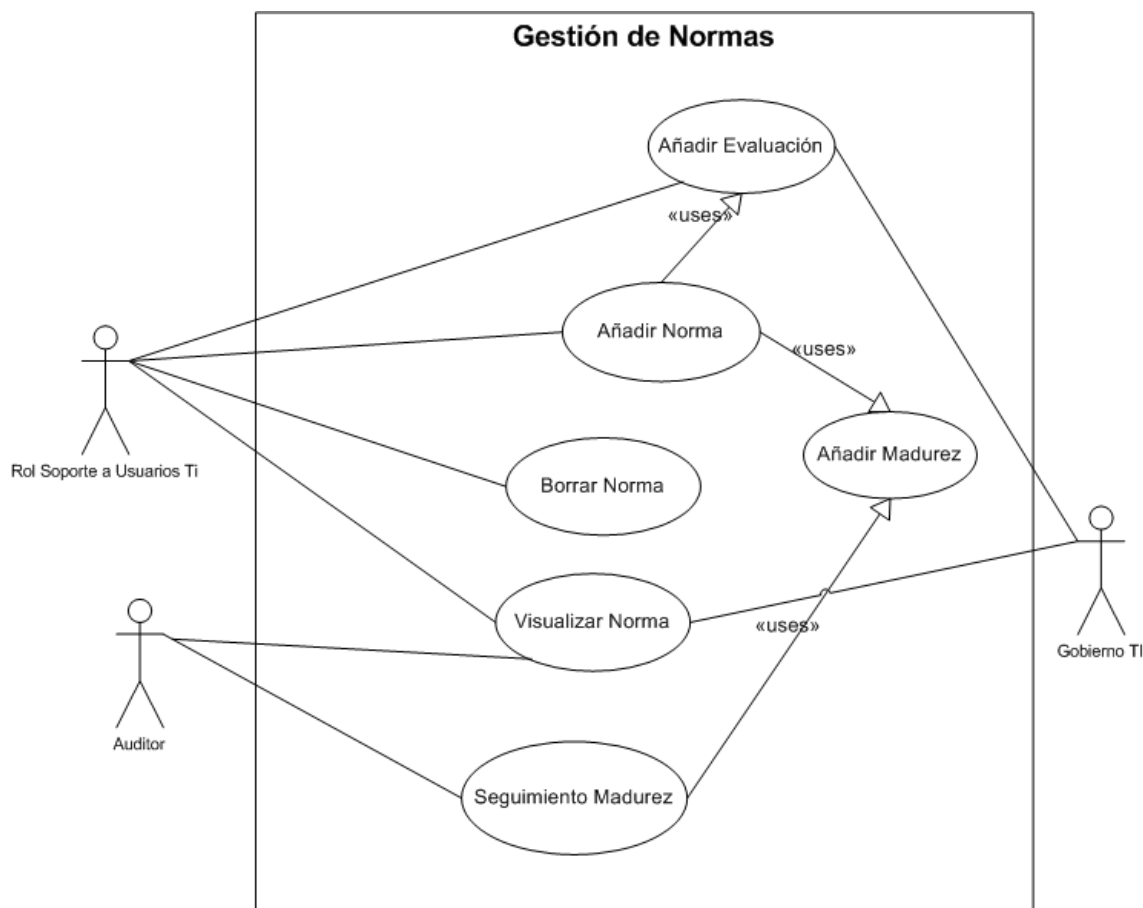 Gestión de Normas
Añadir Evaluación
«uses»
Añadir Norma
«uses»
Rol Soporte a Usuarios Ti
Añadir Madurez
Borrar Norma
Visualizar Norma
«uses»
Gobierno TI
Auditor
Seguimiento Madurez